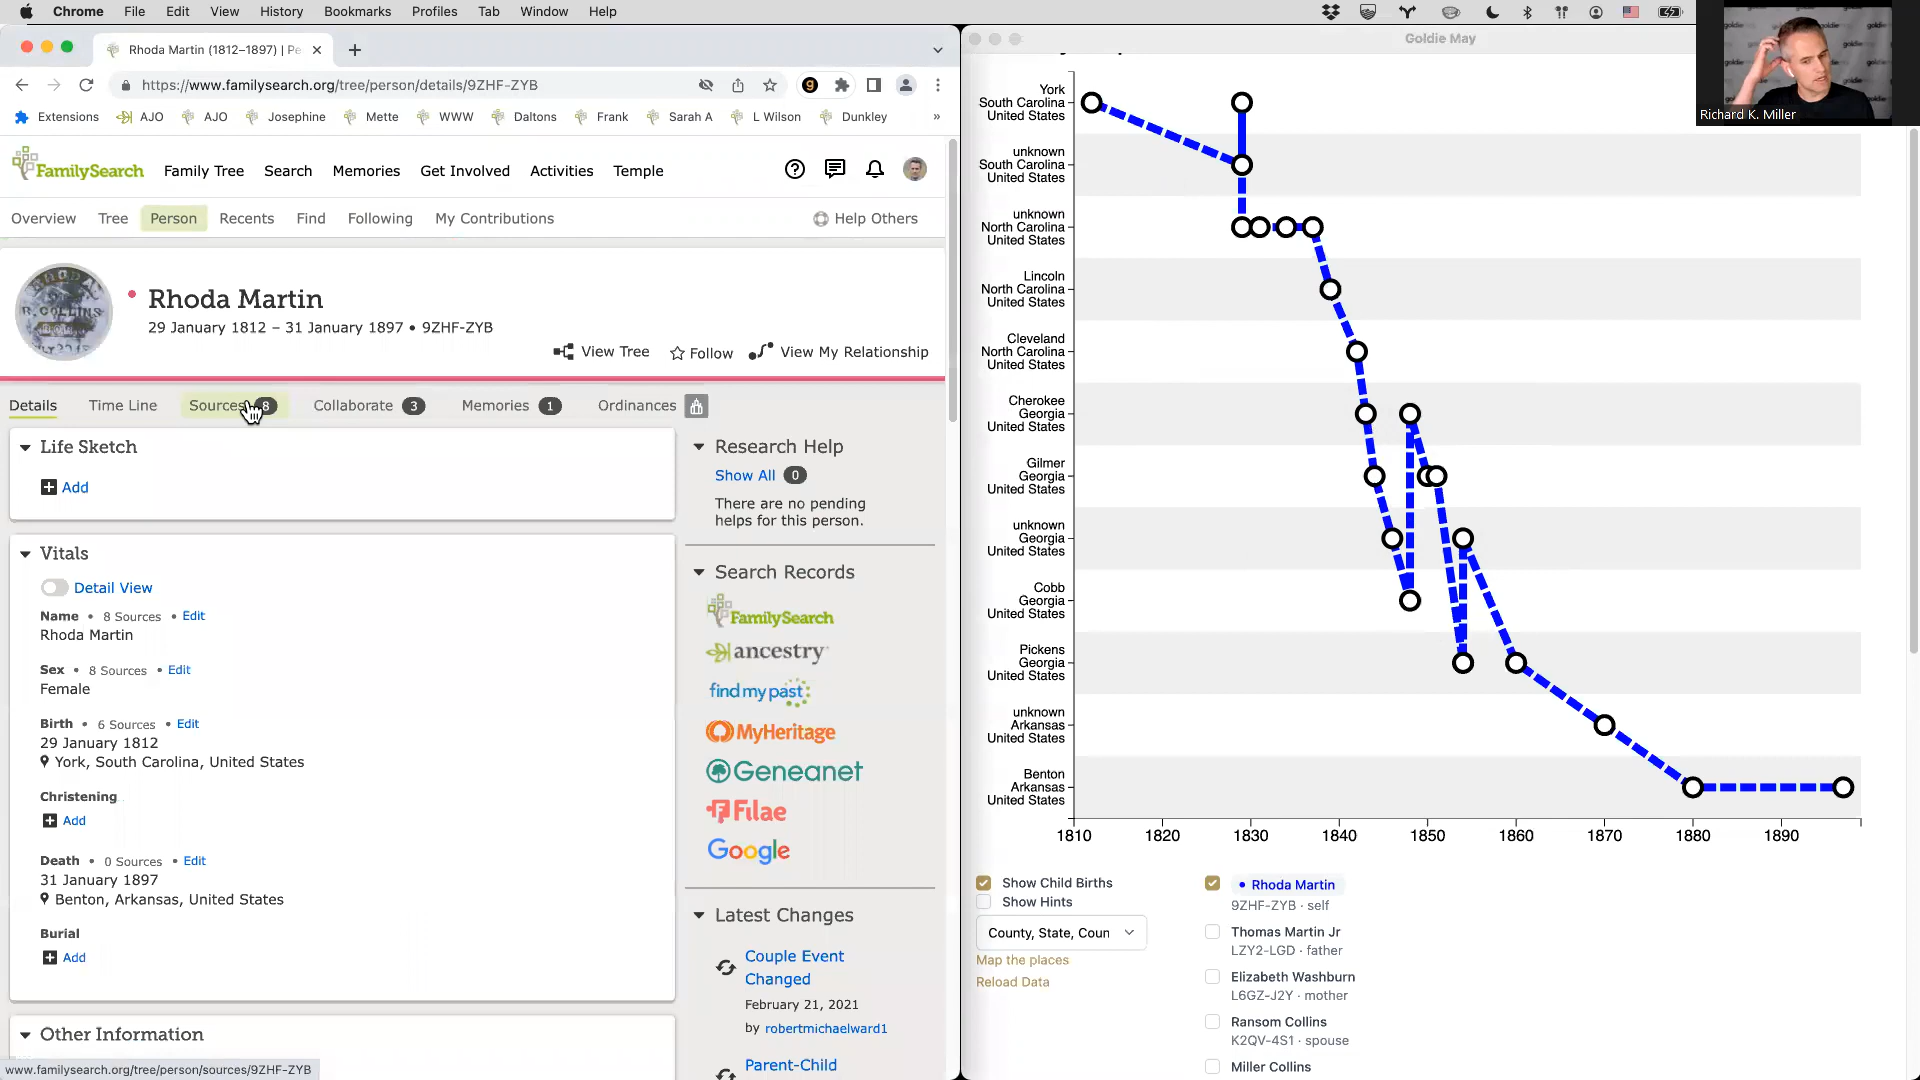 Chrome File Edit View History Bookmarks Profiles Tab Window Help
Rhoda Martin (1812–1897) | Pe
https://www.familysearch.org/tree/person/details/9ZHF-ZYB
Extensions AJO AJO Josephine Mette WWW Daltons Frank Sarah A L Wilson Dunkley »
FamilySearch Family Tree Search Memories Get Involved Activities Temple
Overview Tree Person Recents Find Following My Contributions Help Others
RHODA
R. COLLINS
Rhoda Martin
29 January 1812 – 31 January 1897 • 9ZHF-ZYB
View Tree Follow View My Relationship
Details Time Line Sources 8 Collaborate 3 Memories 1 Ordinances
Life Sketch
Add
Vitals
Detail View
Name • 8 Sources • Edit
Rhoda Martin
Sex • 8 Sources • Edit
Female
Birth • 6 Sources • Edit
29 January 1812
York, South Carolina, United States
Christening
Add
Death • 0 Sources • Edit
31 January 1897
Benton, Arkansas, United States
Burial
Add
Other Information
www.familysearch.org/tree/person/sources/9ZHF-ZYB
Research Help
Show All 0
There are no pending
helps for this person.
Search Records
FamilySearch
ancestry
findmypast
MyHeritage
Geneanet
Filae
Google
Latest Changes
Couple Event
Changed
February 21, 2021
by robertmichaelward1
Parent-Child
Goldie May
York
South Carolina
United States
unknown
South Carolina
United States
unknown
North Carolina
United States
Lincoln
North Carolina
United States
Cleveland
North Carolina
United States
Cherokee
Georgia
United States
Gilmer
Georgia
United States
unknown
Georgia
United States
Cobb
Georgia
United States
Pickens
Georgia
United States
unknown
Arkansas
United States
Benton
Arkansas
United States
1810 1820 1830 1840 1850 1860 1870 1880 1890
Show Child Births
Show Hints
County, State, Coun
Map the places
Reload Data
• Rhoda Martin
9ZHF-ZYB · self
Thomas Martin Jr
LZY2-LGD · father
Elizabeth Washburn
L6GZ-J2Y · mother
Ransom Collins
K2QV-4S1 · spouse
Miller Collins
goldie
Richard K. Miller